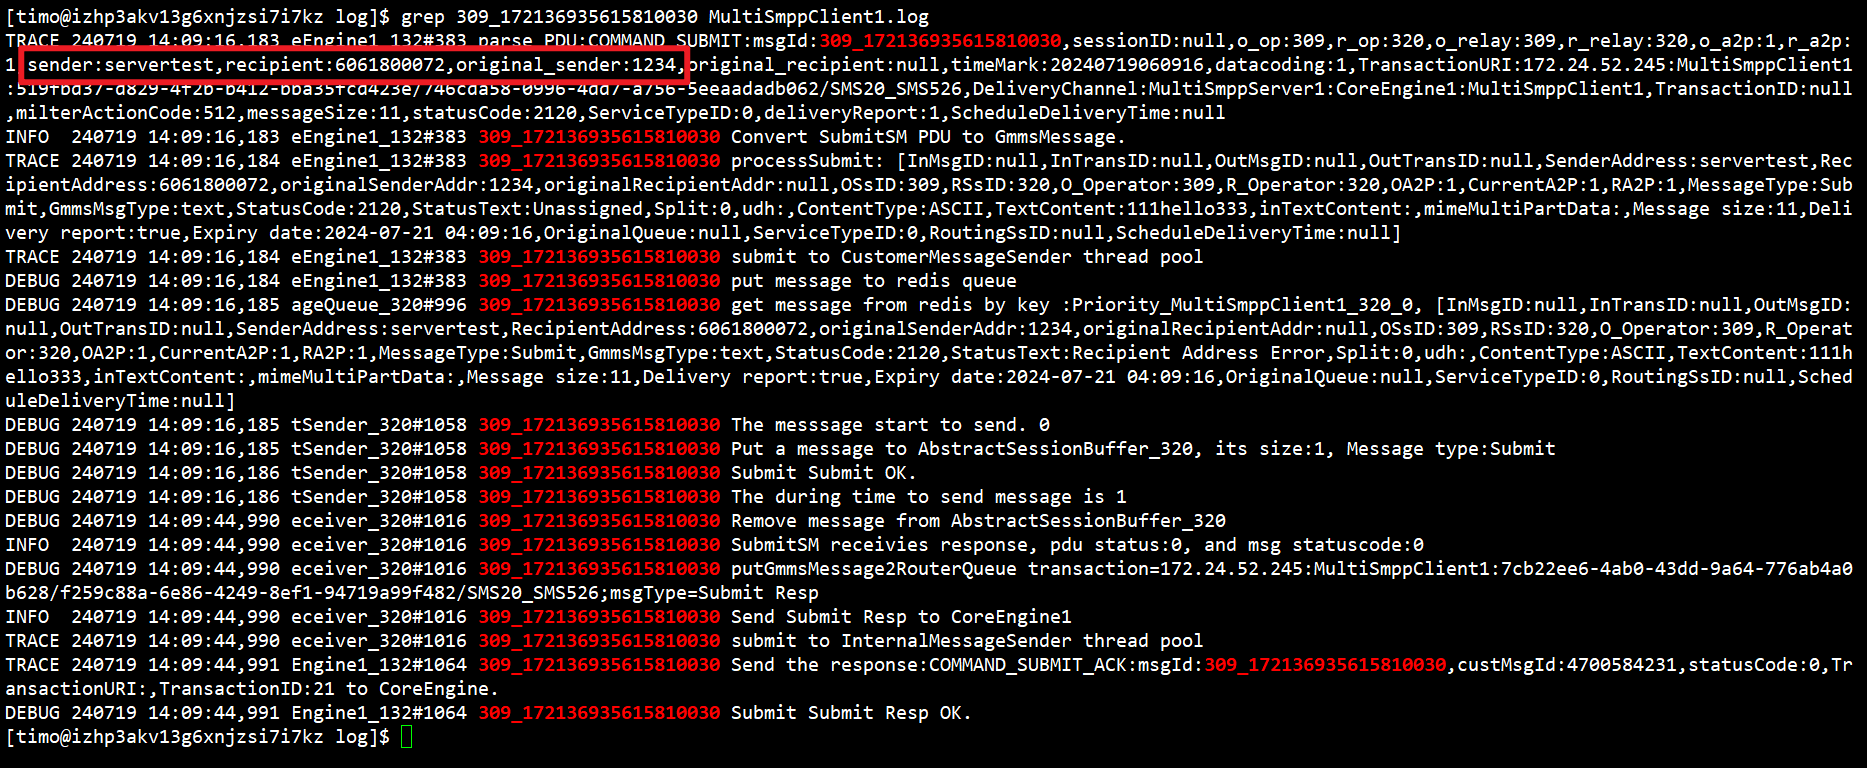 [timo@izhp3akv13g6xnjzsi7i7kz log]$ grep 309_172136935615810030 MultiSmppClient1.log
TRACE 240719 14:09:16,183 eEngine1_132#383 parse PDU:COMMAND_SUBMIT:msgId:309_172136935615810030,sessionID:null,o_op:309,r_op:320,o_relay:309,r_relay:320,o_a2p:1,r_a2p:
1,sender:servertest,recipient:6061800072,original_sender:1234,original_recipient:null,timeMark:20240719060916,datacoding:1,TransactionURI:172.24.52.245:MultiSmppClient1
:519fbd37-d829-4f2b-b412-bba35fcd423e/746cda58-0996-4dd7-a756-5eeaadadb062/SMS20_SMS526,DeliveryChannel:MultiSmppServer1:CoreEngine1:MultiSmppClient1,TransactionID:null
,milterActionCode:512,messageSize:11,statusCode:2120,ServiceTypeID:0,deliveryReport:1,ScheduleDeliveryTime:null
INFO  240719 14:09:16,183 eEngine1_132#383 309_172136935615810030 Convert SubmitSM PDU to GmmsMessage.
TRACE 240719 14:09:16,184 eEngine1_132#383 309_172136935615810030 processSubmit: [InMsgID:null,InTransID:null,OutMsgID:null,OutTransID:null,SenderAddress:servertest,Rec
ipientAddress:6061800072,originalSenderAddr:1234,originalRecipientAddr:null,OSsID:309,RSsID:320,O_Operator:309,R_Operator:320,OA2P:1,CurrentA2P:1,RA2P:1,MessageType:Sub
mit,GmmsMsgType:text,StatusCode:2120,StatusText:Unassigned,Split:0,udh:,ContentType:ASCII,TextContent:111hello333,inTextContent:,mimeMultiPartData:,Message size:11,Deli
very report:true,Expiry date:2024-07-21 04:09:16,OriginalQueue:null,ServiceTypeID:0,RoutingSsID:null,ScheduleDeliveryTime:null]
TRACE 240719 14:09:16,184 eEngine1_132#383 309_172136935615810030 submit to CustomerMessageSender thread pool
DEBUG 240719 14:09:16,184 eEngine1_132#383 309_172136935615810030 put message to redis queue
DEBUG 240719 14:09:16,185 ageQueue_320#996 309_172136935615810030 get message from redis by key :Priority_MultiSmppClient1_320_0, [InMsgID:null,InTransID:null,OutMsgID:
null,OutTransID:null,SenderAddress:servertest,RecipientAddress:6061800072,originalSenderAddr:1234,originalRecipientAddr:null,OSsID:309,RSsID:320,O_Operator:309,R_Operat
or:320,OA2P:1,CurrentA2P:1,RA2P:1,MessageType:Submit,GmmsMsgType:text,StatusCode:2120,StatusText:Recipient Address Error,Split:0,udh:,ContentType:ASCII,TextContent:111h
ello333,inTextContent:,mimeMultiPartData:,Message size:11,Delivery report:true,Expiry date:2024-07-21 04:09:16,OriginalQueue:null,ServiceTypeID:0,RoutingSsID:null,Sched
uleDeliveryTime:null]
DEBUG 240719 14:09:16,185 tSender_320#1058 309_172136935615810030 The messsage start to send. 0
DEBUG 240719 14:09:16,185 tSender_320#1058 309_172136935615810030 Put a message to AbstractSessionBuffer_320, its size:1, Message type:Submit
DEBUG 240719 14:09:16,186 tSender_320#1058 309_172136935615810030 Submit Submit OK.
DEBUG 240719 14:09:16,186 tSender_320#1058 309_172136935615810030 The during time to send message is 1
DEBUG 240719 14:09:44,990 eceiver_320#1016 309_172136935615810030 Remove message from AbstractSessionBuffer_320
INFO  240719 14:09:44,990 eceiver_320#1016 309_172136935615810030 SubmitSM receivies response, pdu status:0, and msg statuscode:0
DEBUG 240719 14:09:44,990 eceiver_320#1016 309_172136935615810030 putGmmsMessage2RouterQueue transaction=172.24.52.245:MultiSmppClient1:7cb22ee6-4ab0-43dd-9a64-776ab4a0
b628/f259c88a-6e86-4249-8ef1-94719a99f482/SMS20_SMS526;msgType=Submit Resp
INFO  240719 14:09:44,990 eceiver_320#1016 309_172136935615810030 Send Submit Resp to CoreEngine1
TRACE 240719 14:09:44,990 eceiver_320#1016 309_172136935615810030 submit to InternalMessageSender thread pool
TRACE 240719 14:09:44,991 Engine1_132#1064 309_172136935615810030 Send the response:COMMAND_SUBMIT_ACK:msgId:309_172136935615810030,custMsgId:4700584231,statusCode:0,Tr
ansactionURI:,TransactionID:21 to CoreEngine.
DEBUG 240719 14:09:44,991 Engine1_132#1064 309_172136935615810030 Submit Submit Resp OK.
[timo@izhp3akv13g6xnjzsi7i7kz log]$